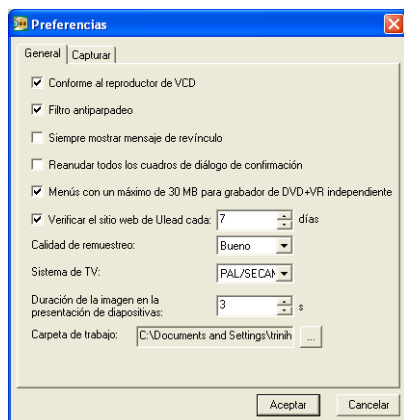 Preferencias
General Capturar
Conforme al reproductor de VCD
Filtro antiparpadeo
Siempre mostrar mensaje de revínculo
Reanudar todos los cuadros de diálogo de confirmación
Menús con un máximo de 30 MB para grabador de DVD+VR independiente
Verificar el sitio web de Ulead cada: 7 días
Calidad de remuestreo: Bueno
Sistema de TV: PAL/SECAM
Duración de la imagen en la
presentación de diapositivas: 3 s
Carpeta de trabajo: C:\Documents and Settings\trinih ...
Aceptar Cancelar